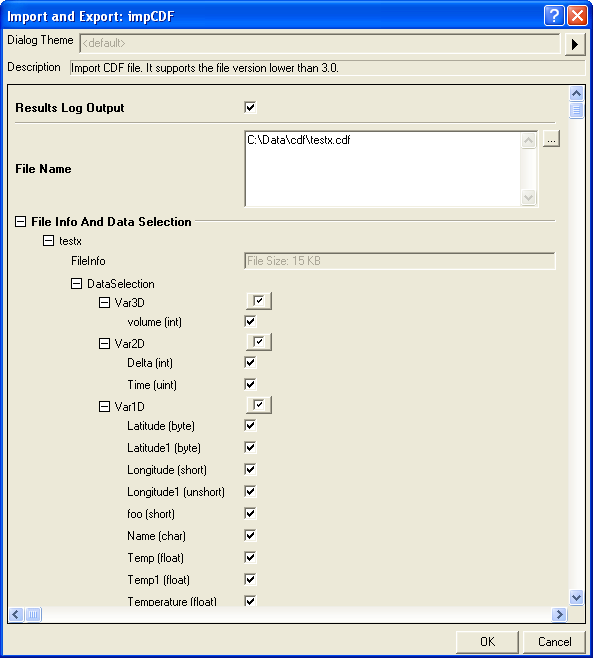 Import and Export: impCDF
Dialog Theme <default>
Description Import CDF file. It supports the file version lower than 3.0.
Results Log Output
File Name C:\Data\cdf\testx.cdf ...
File Info And Data Selection
testx
FileInfo File Size: 15 KB
DataSelection
Var3D
volume (int)
Var2D
Delta (int)
Time (uint)
Var1D
Latitude (byte)
Latitude1 (byte)
Longitude (short)
Longitude1 (unshort)
foo (short)
Name (char)
Temp (float)
Temp1 (float)
Temperature (float)
OK Cancel